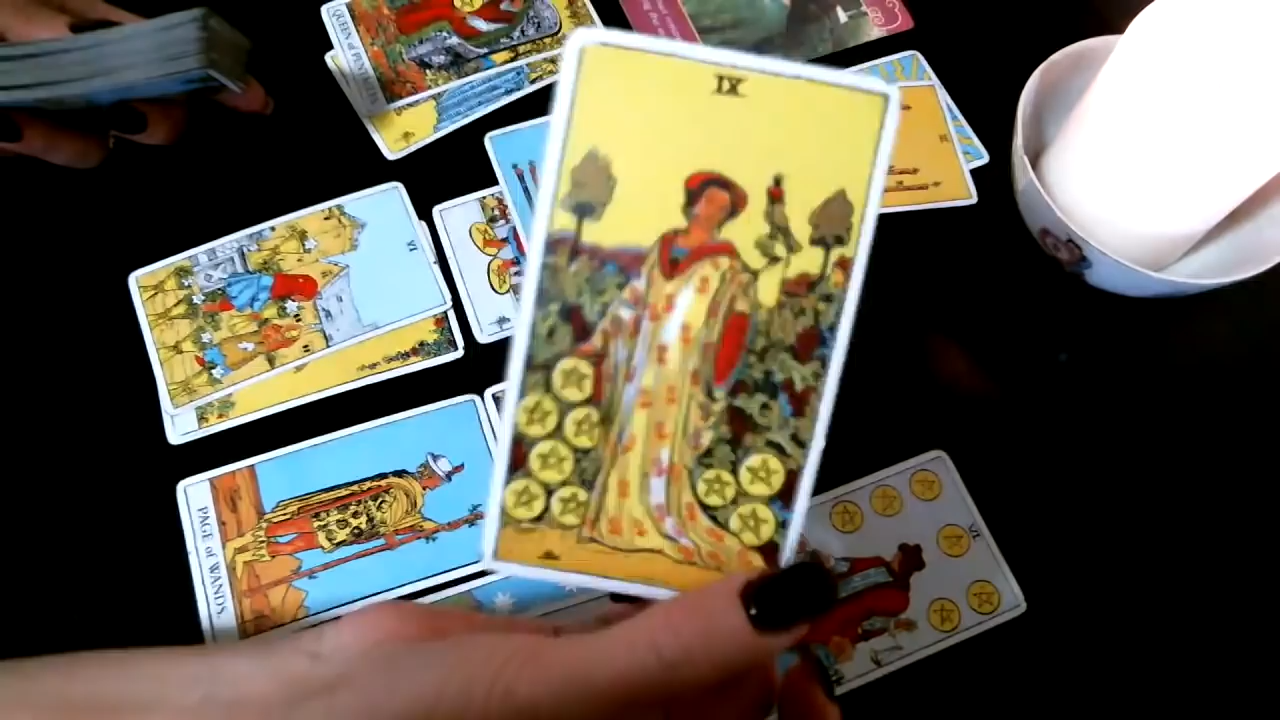 QUEEN of PENTACLES
IX
VI
PAGE of WANDS.
VI